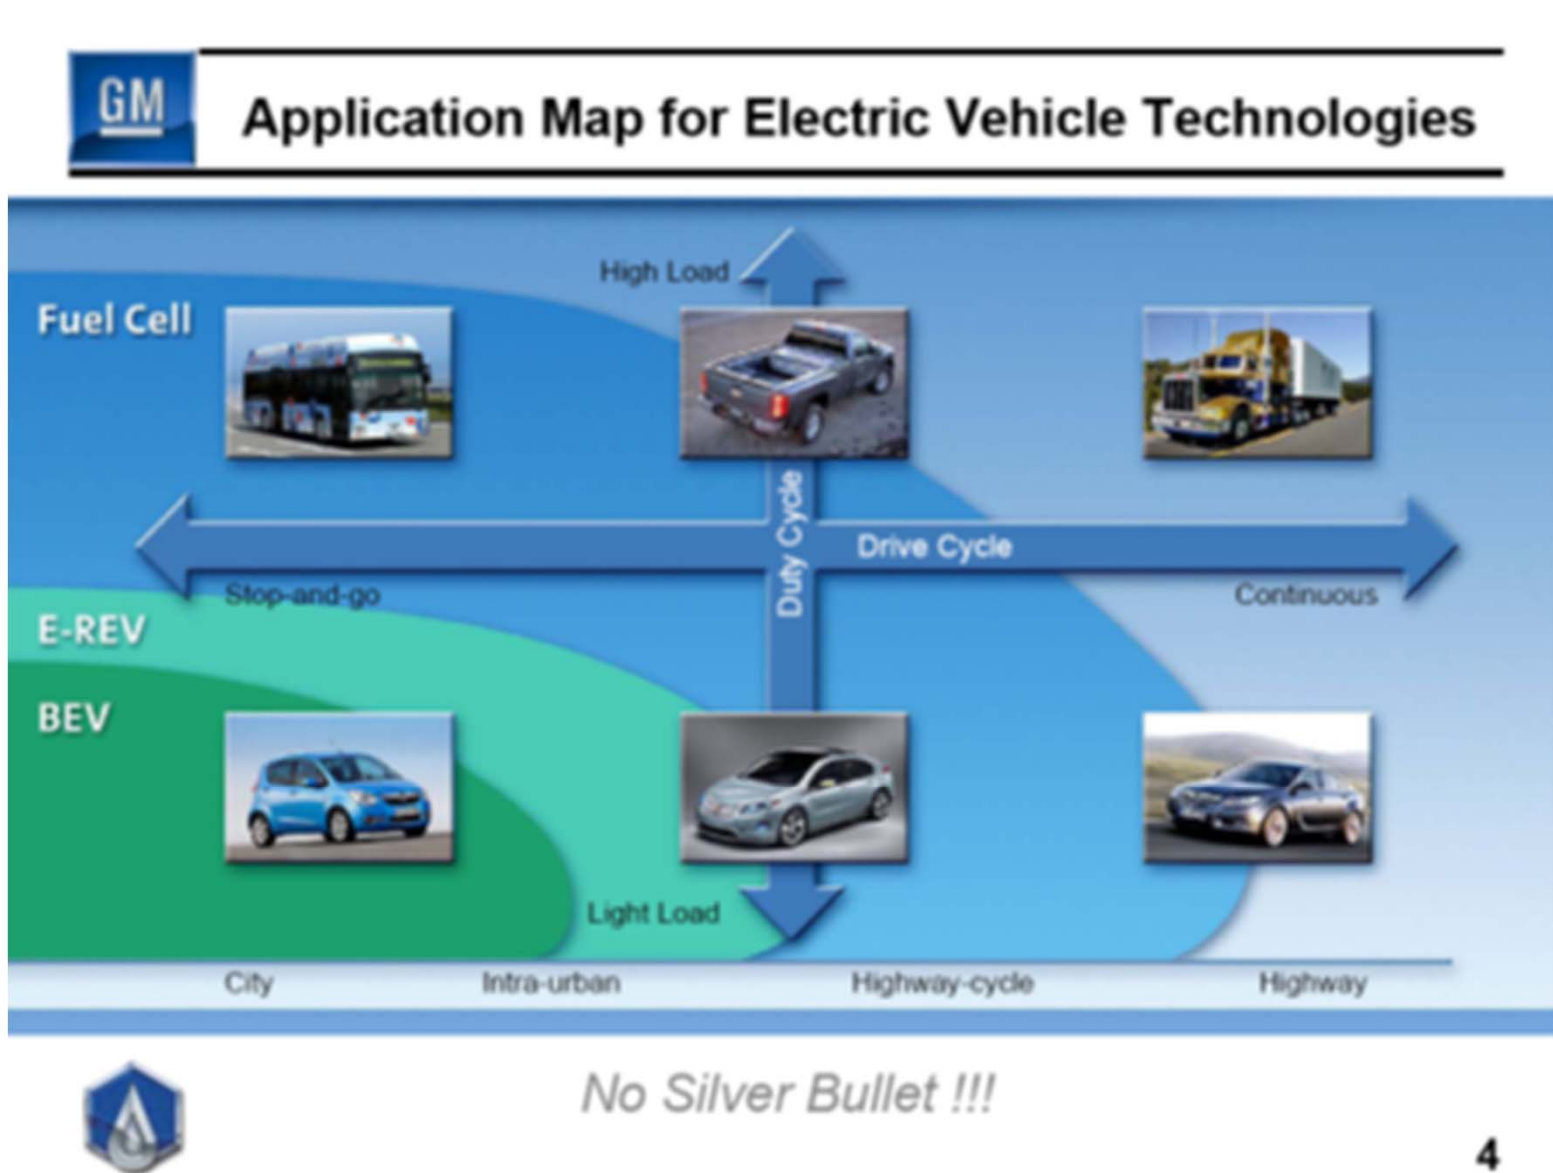 GM
Application Map for Electric Vehicle Technologies
High Load
Fuel Cell
Duty Cycle
Drive Cycle
Stop-and-go
Continuous
E-REV
BEV
Light Load
City
Intra-urban
Highway-cycle
Highway
No Silver Bullet !!!
4